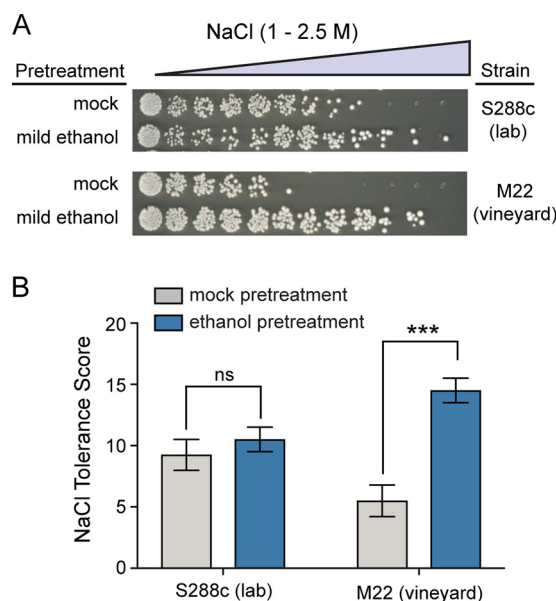 A
NaCl (1 - 2.5 M)
Pretreatment
Strain
mock
mild ethanol
S288c
(lab)
mock
mild ethanol
M22
(vineyard)
B
mock pretreatment
ethanol pretreatment
NaCl Tolerance Score
20
15
10
5
0
ns
***
S288c (lab)
M22 (vineyard)